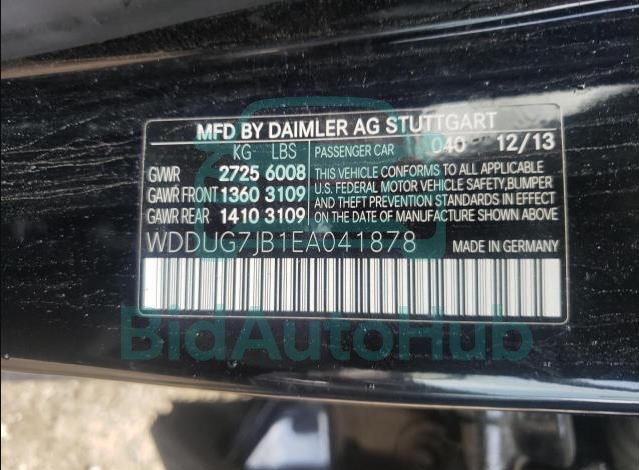 MFD BY DAIMLER AG STUTTGART
KG LBS PASSENGER CAR 040 12/13
GVWR 2725 6008 THIS VEHICLE CONFORMS TO ALL APPLICABLE
GAWR FRONT 1360 3109 U.S. FEDERAL MOTOR VEHICLE SAFETY, BUMPER
GAWR REAR 1410 3109 AND THEFT PREVENTION STANDARDS IN EFFECT
ON THE DATE OF MANUFACTURE SHOWN ABOVE.
WDDUG7JB1EA041878 MADE IN GERMANY
BidAutoHub